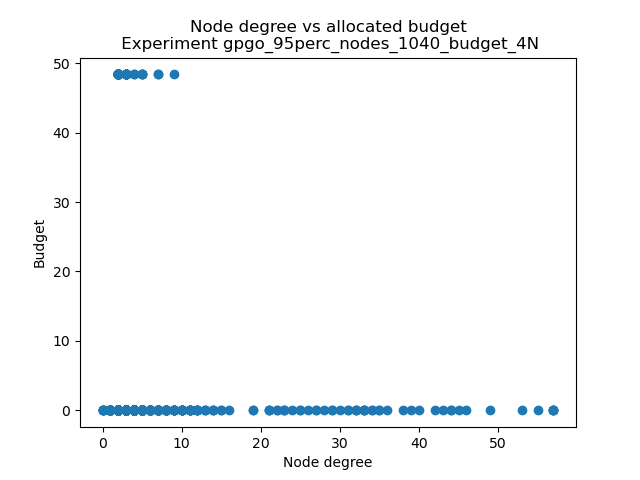 Node degree vs allocated budget
Experiment gpgo_95perc_nodes_1040_budget_4N
50
40
30
20
10
0
Budget
0 10 20 30 40 50
Node degree